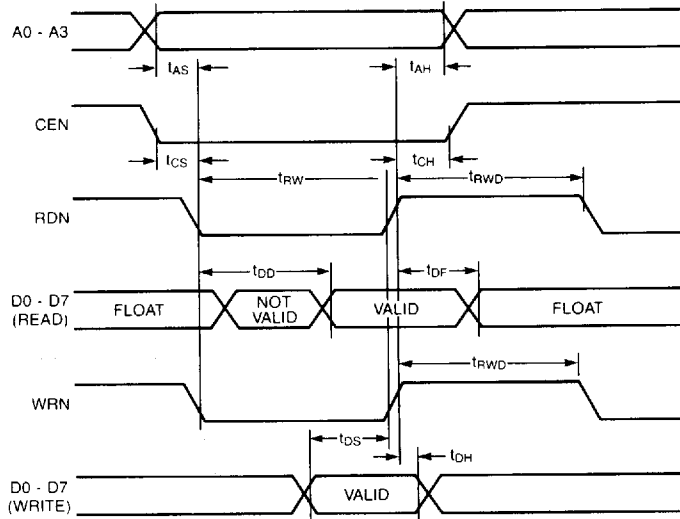 A0 - A3
tAS
tAH
CEN
tCS
tCH
tRW
tRWD
RDN
tDD
tDF
D0 - D7
(READ)
FLOAT
NOT
VALID
VALID
FLOAT
tRWD
WRN
tDS
tDH
D0 - D7
(WRITE)
VALID